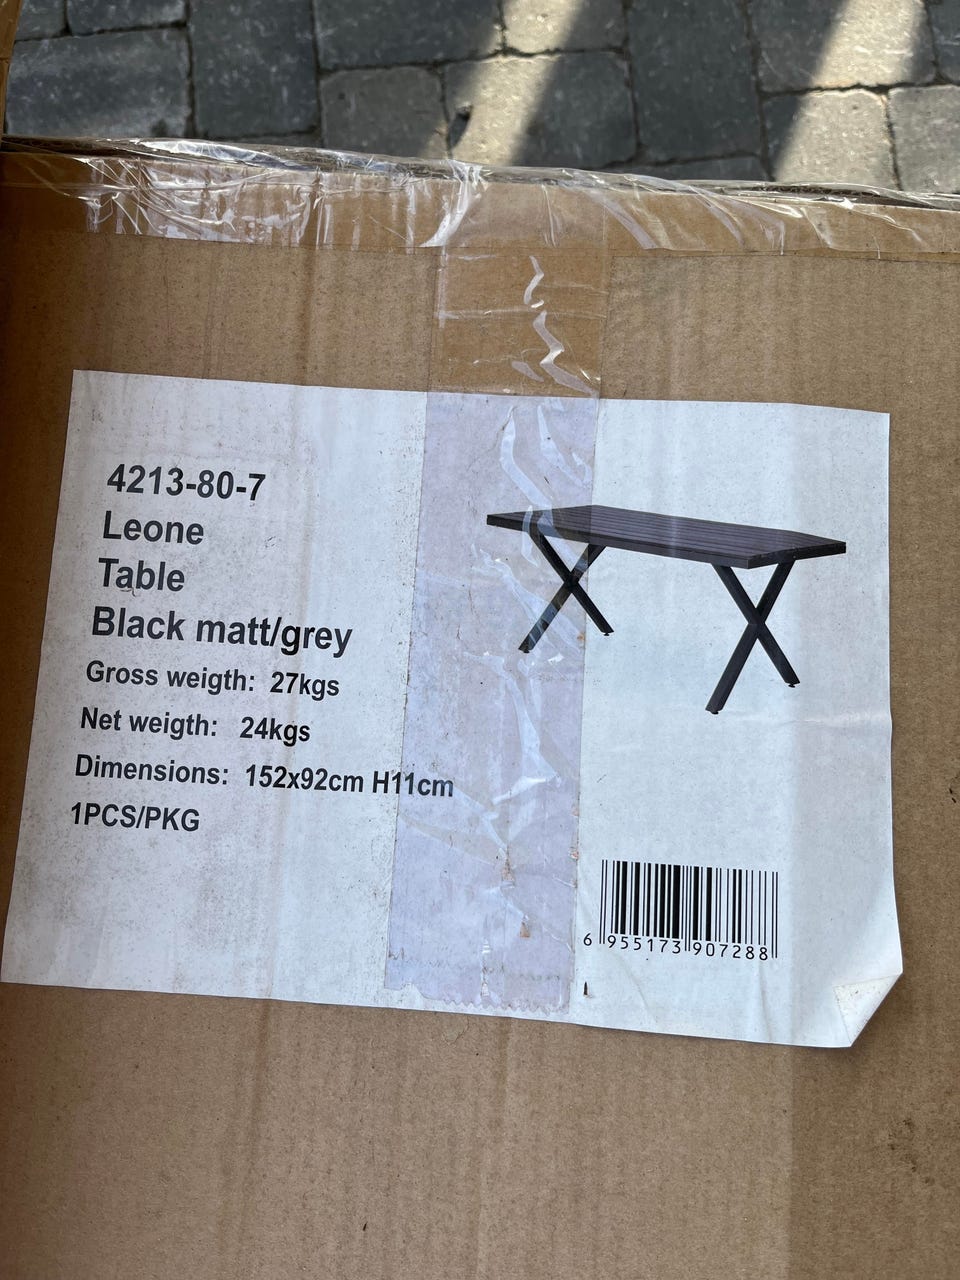 4213-80-7
Leone
Table
Black matt/grey
Gross weigth: 27kgs
Net weigth: 24kgs
Dimensions: 152x92cm H11cm
1PCS/PKG
6 955173 907288